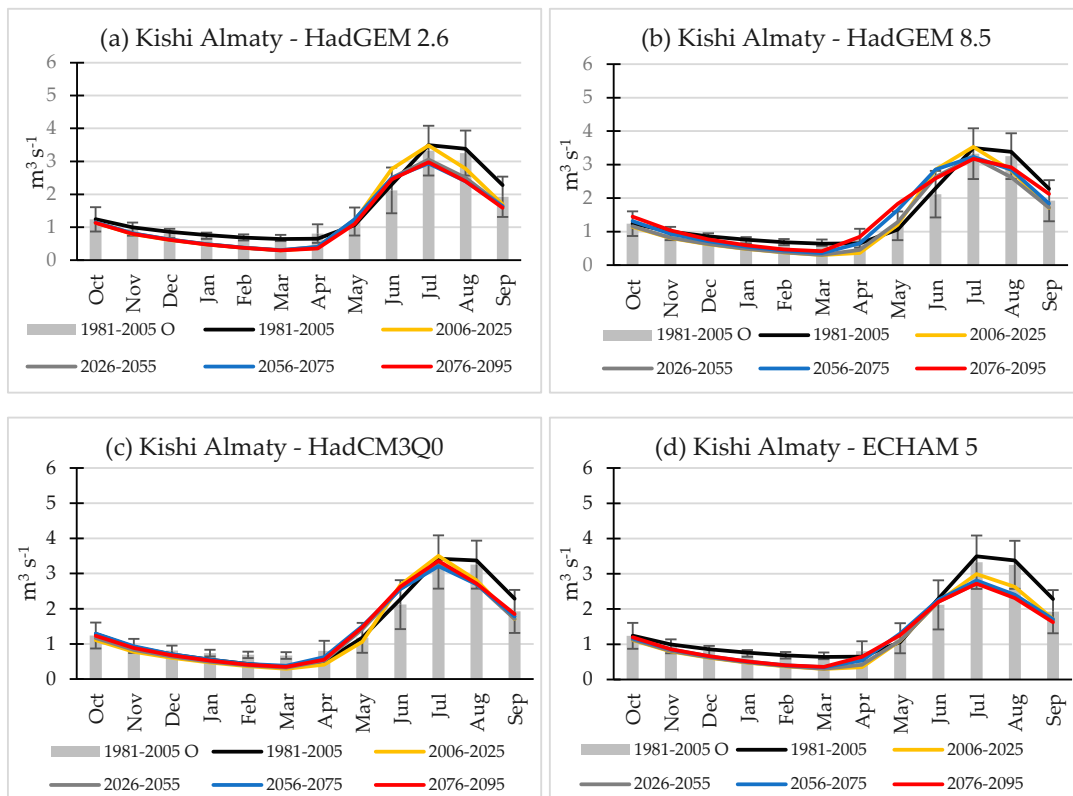 (a) Kishi Almaty - HadGEM 2.6
6
5
4
3
2
1
0
m³ s⁻¹
Oct
Nov
Dec
Jan
Feb
Mar
Apr
May
Jun
Jul
Aug
Sep
1981-2005 O 1981-2005 2006-2025
2026-2055 2056-2075 2076-2095
(b) Kishi Almaty - HadGEM 8.5
6
5
4
3
2
1
0
m³ s⁻¹
Oct
Nov
Dec
Jan
Feb
Mar
Apr
May
Jun
Jul
Aug
Sep
1981-2005 O 1981-2005 2006-2025
2026-2055 2056-2075 2076-2095
(c) Kishi Almaty - HadCM3Q0
6
5
4
3
2
1
0
m³ s⁻¹
Oct
Nov
Dec
Jan
Feb
Mar
Apr
May
Jun
Jul
Aug
Sep
1981-2005 O 1981-2005 2006-2025
2026-2055 2056-2075 2076-2095
(d) Kishi Almaty - ECHAM 5
6
5
4
3
2
1
0
m³ s⁻¹
Oct
Nov
Dec
Jan
Feb
Mar
Apr
May
Jun
Jul
Aug
Sep
1981-2005 O 1981-2005 2006-2025
2026-2055 2056-2075 2076-2095